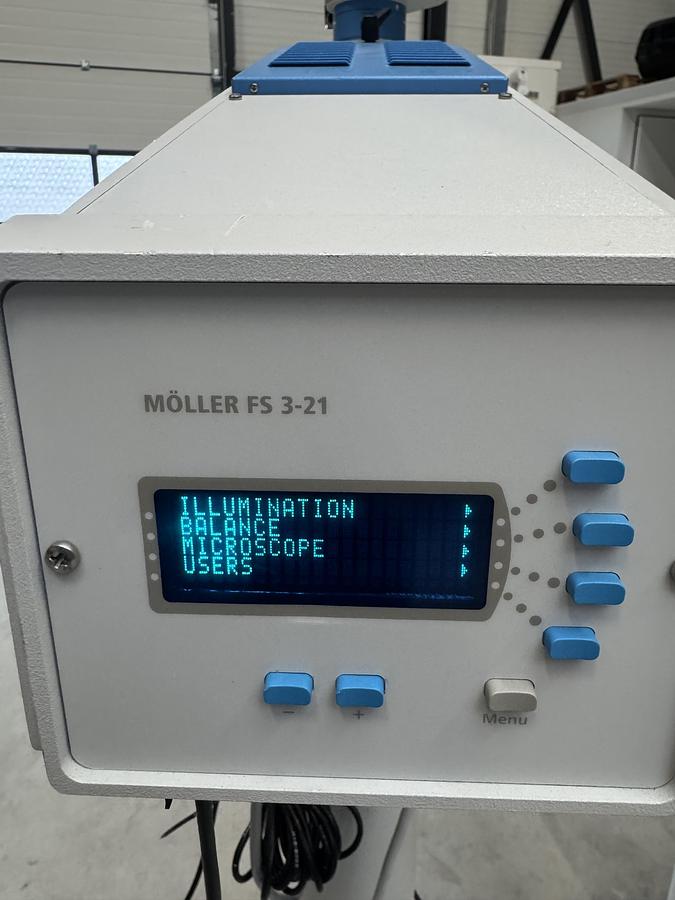 MÖLLER FS 3-21
ILLUMINATION
BALANCE
MICROSCOPE
USERS
– +
Menu